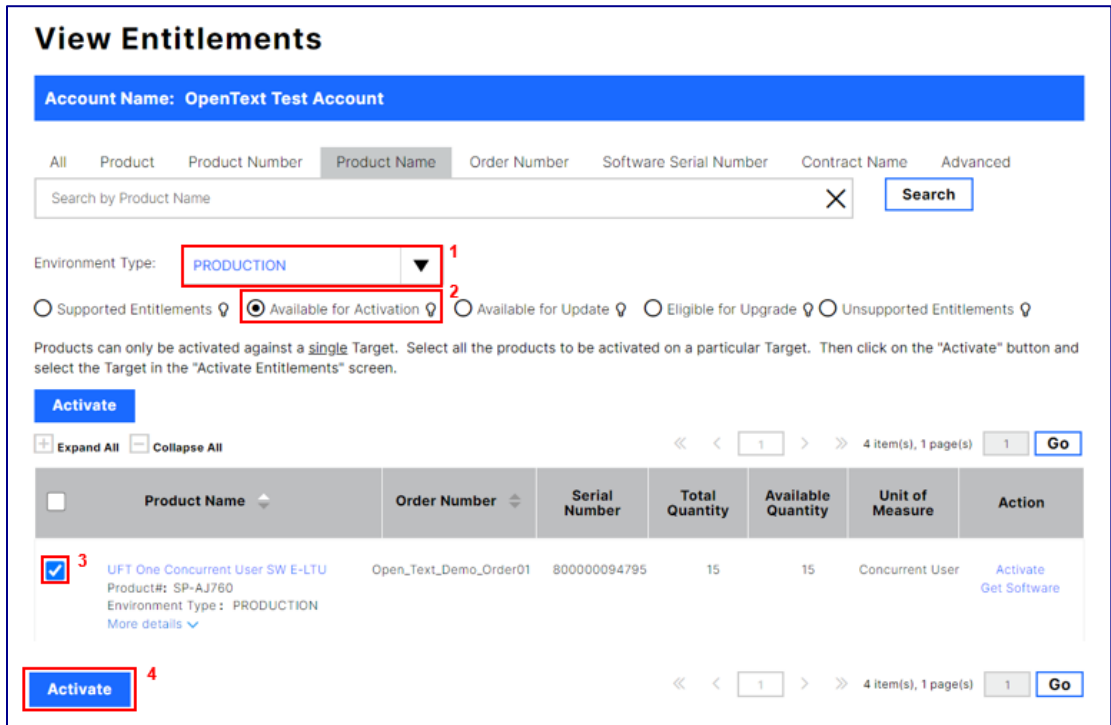 View Entitlements
Account Name: OpenText Test Account
All Product Product Number Product Name Order Number Software Serial Number Contract Name Advanced
Search by Product Name Search
Environment Type: PRODUCTION 1
2
Supported Entitlements Available for Activation Available for Update Eligible for Upgrade Unsupported Entitlements
Products can only be activated against a single Target. Select all the products to be activated on a particular Target. Then click on the "Activate" button and
select the Target in the "Activate Entitlements" screen.
Activate
Expand All Collapse All 1 4 item(s), 1 page(s) 1 Go
Product Name Order Number Serial Number Total Quantity Available Quantity Unit of Measure Action
3 UFT One Concurrent User SW E-LTU Open_Text_Demo_Order01 800000094795 15 15 Concurrent User Activate
Product#: SP-AJ760 Get Software
Environment Type : PRODUCTION
More details
Activate 4 1 4 item(s), 1 page(s) 1 Go